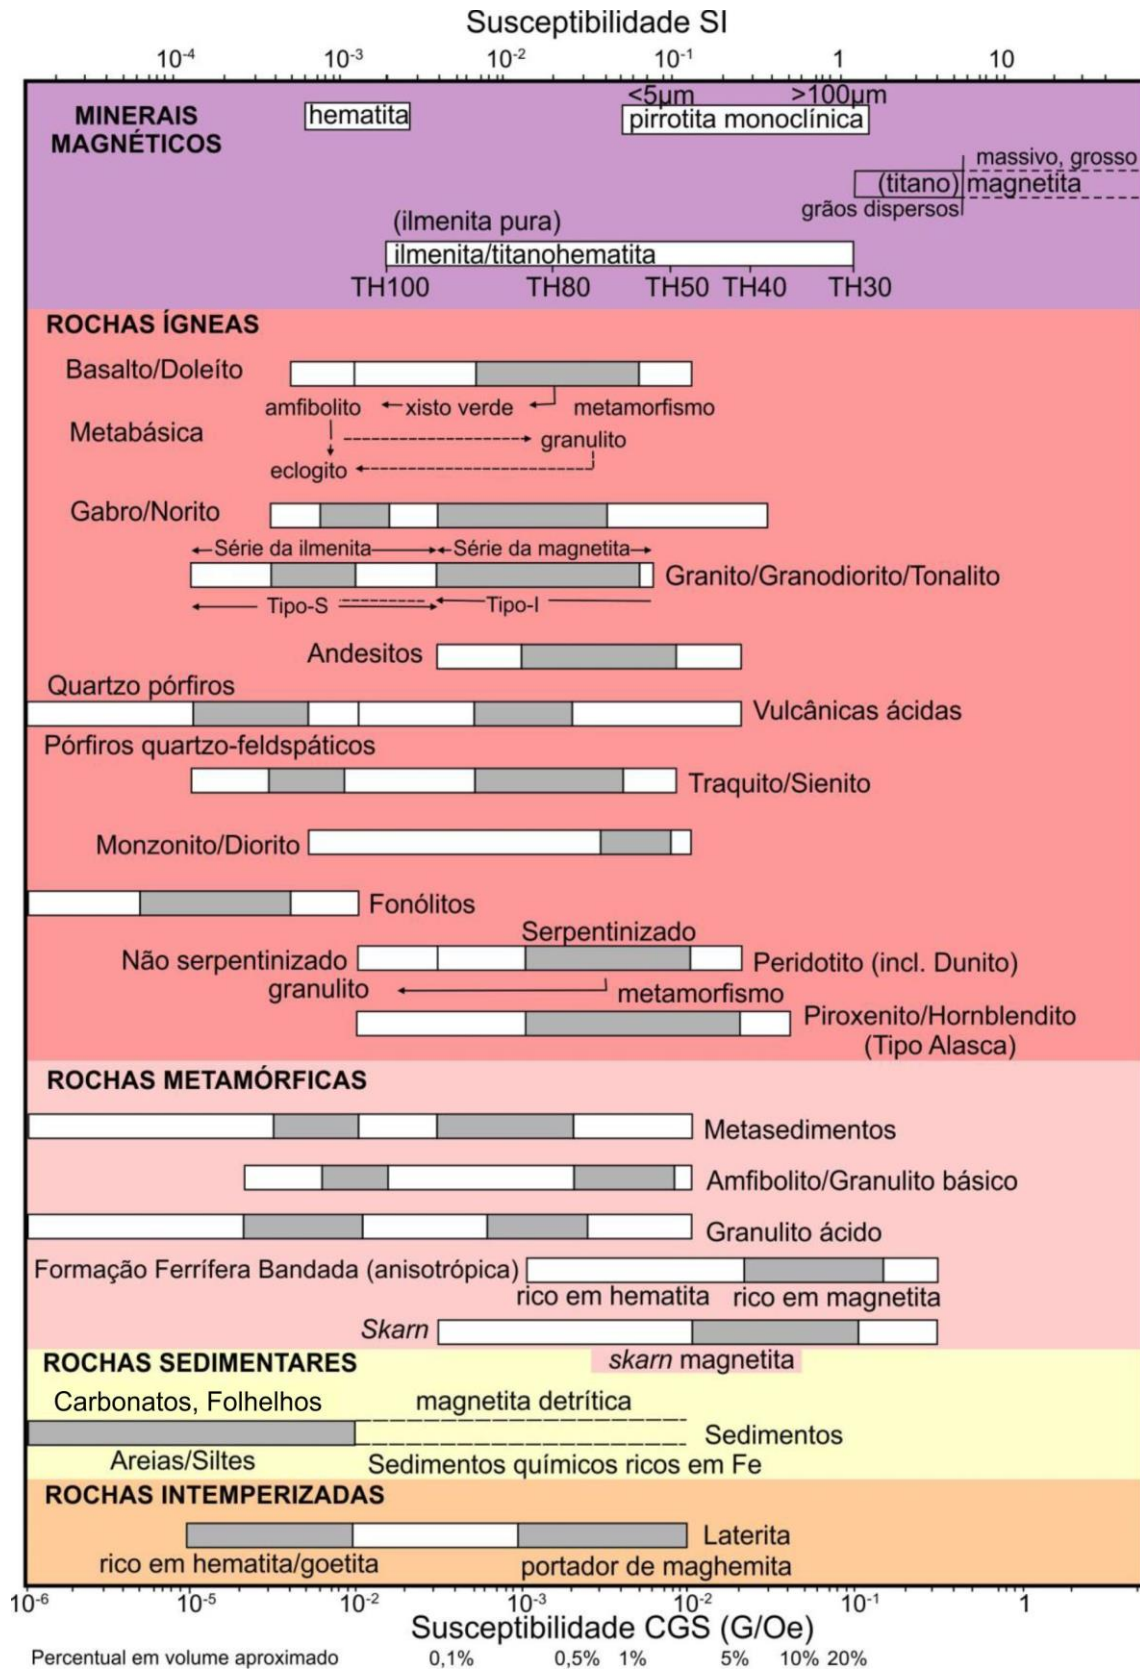 Susceptibilidade SI
10-4 10-3 10-2 10-1 1 10
MINERAIS MAGNÉTICOS
hematita
<5µm >100µm
pirrotita monoclínica
massivo, grosso
(titano) magnetita
grãos dispersos
(ilmenita pura)
ilmenita/titanohematita
TH100 TH80 TH50 TH40 TH30
ROCHAS ÍGNEAS
Basalto/Doleíto
amfibolito xisto verde metamorfismo
Metabásica
granulito
eclogito
Gabro/Norito
Série da ilmenita Série da magnetita
Granito/Granodiorito/Tonalito
Tipo-S Tipo-I
Andesitos
Quartzo pórfiros
Vulcânicas ácidas
Pórfiros quartzo-feldspáticos
Traquito/Sienito
Monzonito/Diorito
Fonólitos
Serpentinizado
Não serpentinizado Peridotito (incl. Dunito)
granulito metamorfismo
Piroxenito/Hornblendito
(Tipo Alasca)
ROCHAS METAMÓRFICAS
Metasedimentos
Amfibolito/Granulito básico
Granulito ácido
Formação Ferrífera Bandada (anisotrópica)
rico em hematita rico em magnetita
Skarn
skarn magnetita
ROCHAS SEDIMENTARES
Carbonatos, Folhelhos magnetita detrítica
Sedimentos
Areias/Siltes Sedimentos químicos ricos em Fe
ROCHAS INTEMPERIZADAS
Laterita
rico em hematita/goetita portador de maghemita
10-6 10-5 10-2 10-3 10-2 10-1 1
Susceptibilidade CGS (G/Oe)
Percentual em volume aproximado 0,1% 0,5% 1% 5% 10% 20%